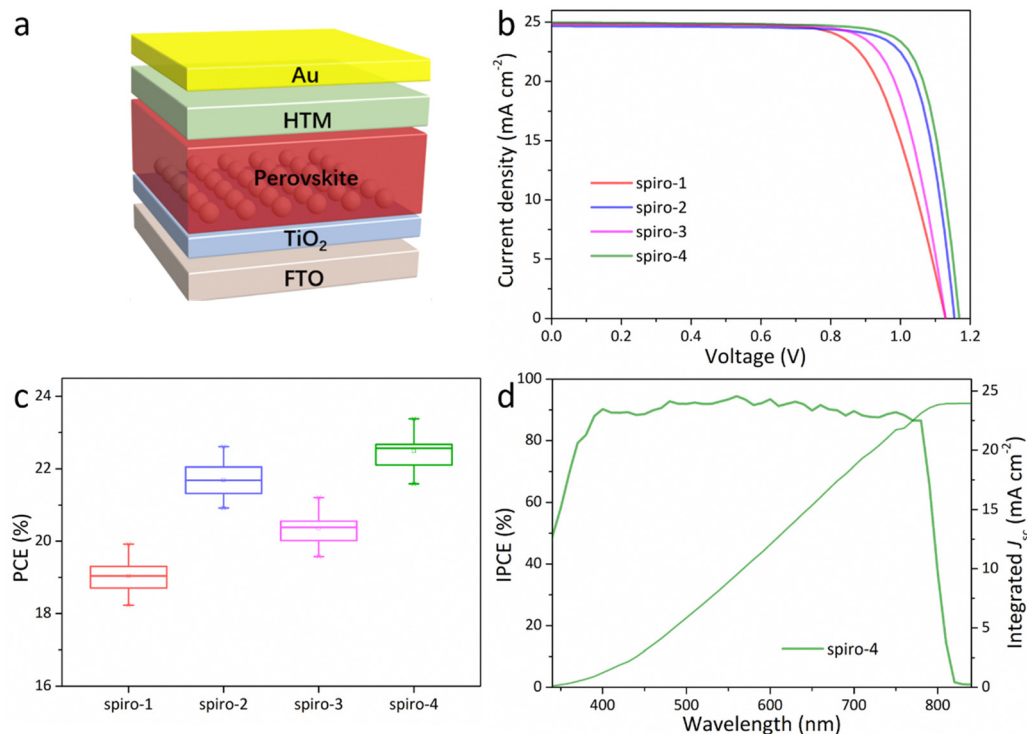 a
Au
HTM
Perovskite
TiO₂
FTO
b
Current density (mA cm⁻²)
25
20
15
10
5
0
spiro-1
spiro-2
spiro-3
spiro-4
0.0 0.2 0.4 0.6 0.8 1.0 1.2
Voltage (V)
c
PCE (%)
24
22
20
18
16
spiro-1 spiro-2 spiro-3 spiro-4
d
IPCE (%)
100
80
60
40
20
0
spiro-4
400 500 600 700 800
Wavelength (nm)
25
20
15
10
5
0
Integrated Jsc (mA cm⁻²)